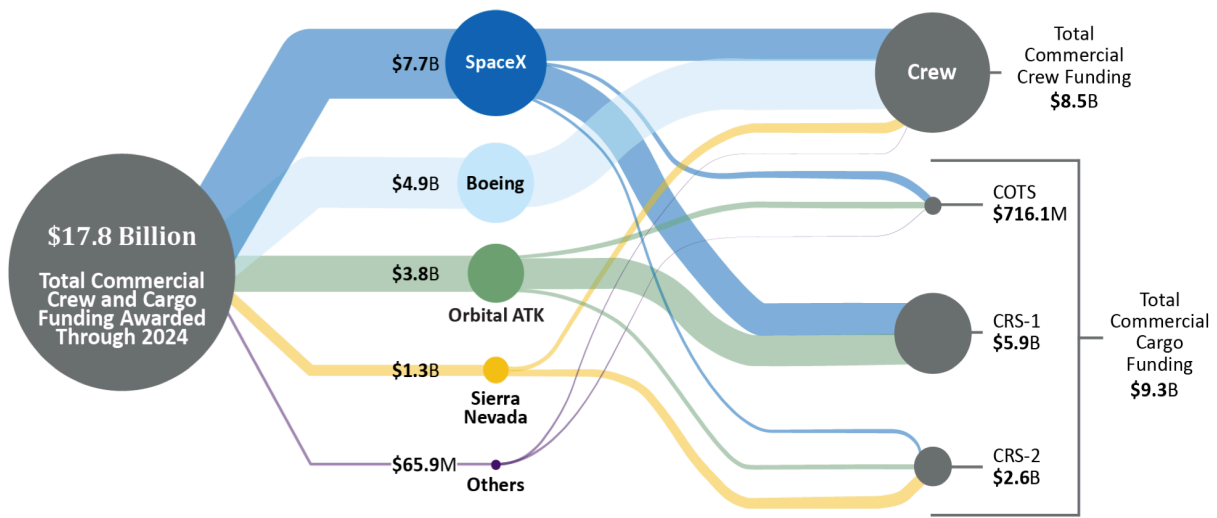 $17.8 Billion
Total Commercial
Crew and Cargo
Funding Awarded
Through 2024
$7.7B
SpaceX
$4.9B
Boeing
$3.8B
Orbital ATK
$1.3B
Sierra
Nevada
$65.9M
Others
Crew
Total
Commercial
Crew Funding
$8.5B
COTS
$716.1M
CRS-1
$5.9B
CRS-2
$2.6B
Total
Commercial
Cargo
Funding
$9.3B